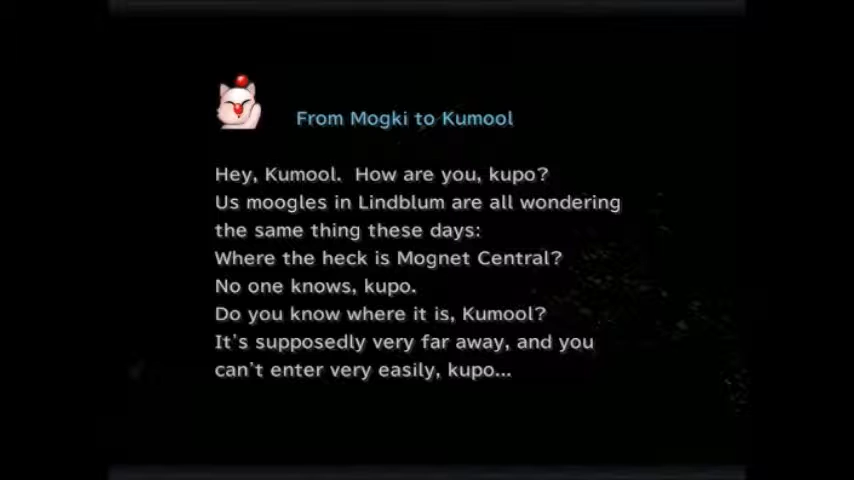 From Mogki to Kumool
Hey, Kumool.  How are you, kupo?
Us moogles in Lindblum are all wondering
the same thing these days:
Where the heck is Mognet Central?
No one knows, kupo.
Do you know where it is, Kumool?
It's supposedly very far away, and you
can't enter very easily, kupo...